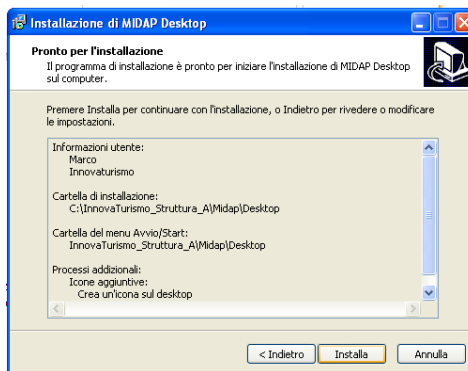 Installazione di MIDAP Desktop
Pronto per l'installazione
Il programma di installazione è pronto per iniziare l'installazione di MIDAP Desktop
sul computer.
Premere Installa per continuare con l'installazione, o Indietro per rivedere o modificare
le impostazioni.
Informazioni utente:
Marco
Innovaturismo
Cartella di installazione:
C:\InnovaTurismo_Struttura_A\Midap\Desktop
Cartella del menu Avvio/Start:
InnovaTurismo_Struttura_A\Midap\Desktop
Processi addizionali:
Icone aggiuntive:
Crea un'icona sul desktop
< Indietro Installa Annulla